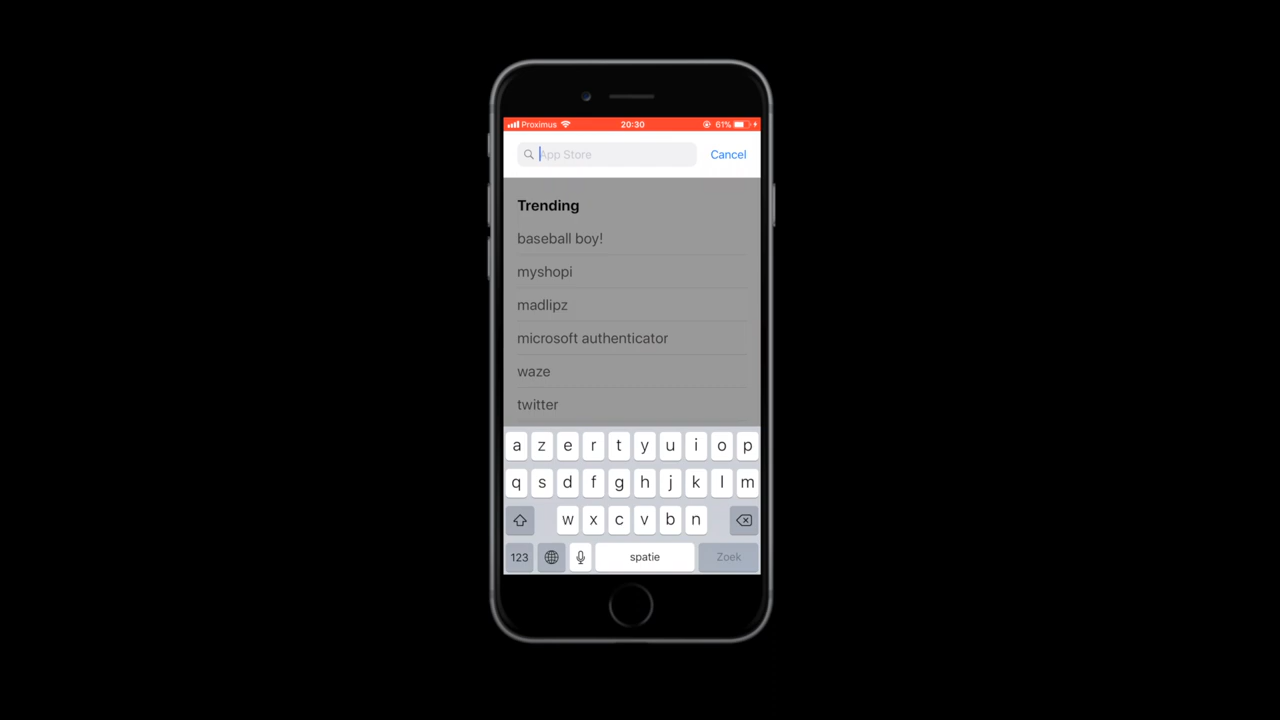 Proximus 20:30 61%
App Store Cancel
Trending
baseball boy!
myshopi
madlipz
microsoft authenticator
waze
twitter
a z e r t y u i o p
q s d f g h j k l m
w x c v b n
123 spatie Zoek